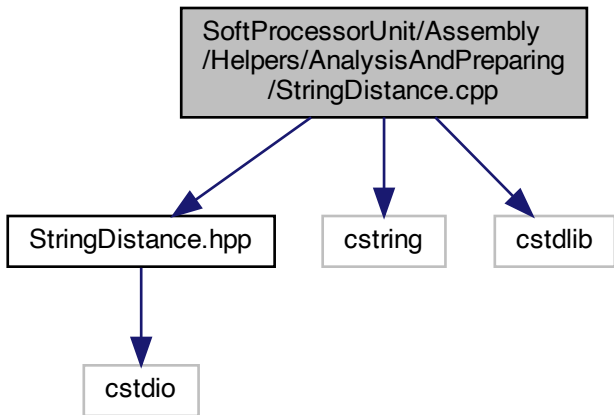 SoftProcessorUnit/Assembly
/Helpers/AnalysisAndPreparing
/StringDistance.cpp
StringDistance.hpp
cstring
cstdlib
cstdio